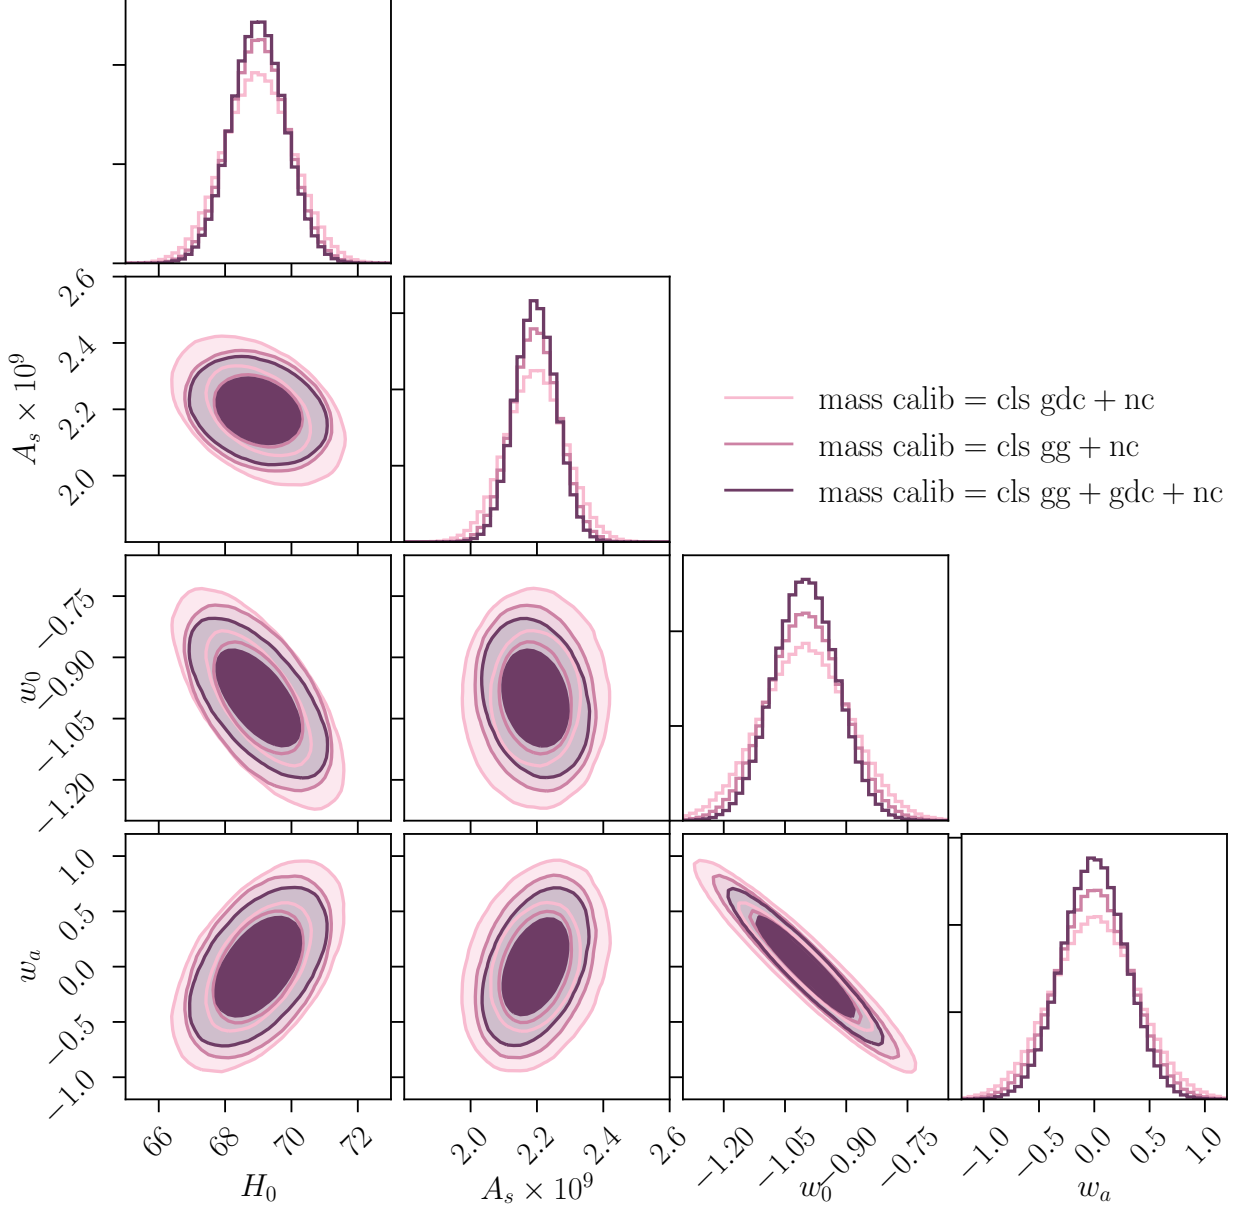 2.6
2.4
2.2
2.0
A_s × 10^9
mass calib = cls gdc + nc
mass calib = cls gg + nc
mass calib = cls gg + gdc + nc
−0.75
−0.90
−1.05
−1.20
w_0
1.0
0.5
0.0
−0.5
−1.0
w_a
66 68 70 72
2.0 2.2 2.4 2.6
−1.20 −1.05 −0.90 −0.75
−1.0 −0.5 0.0 0.5 1.0
H_0 A_s × 10^9 w_0 w_a